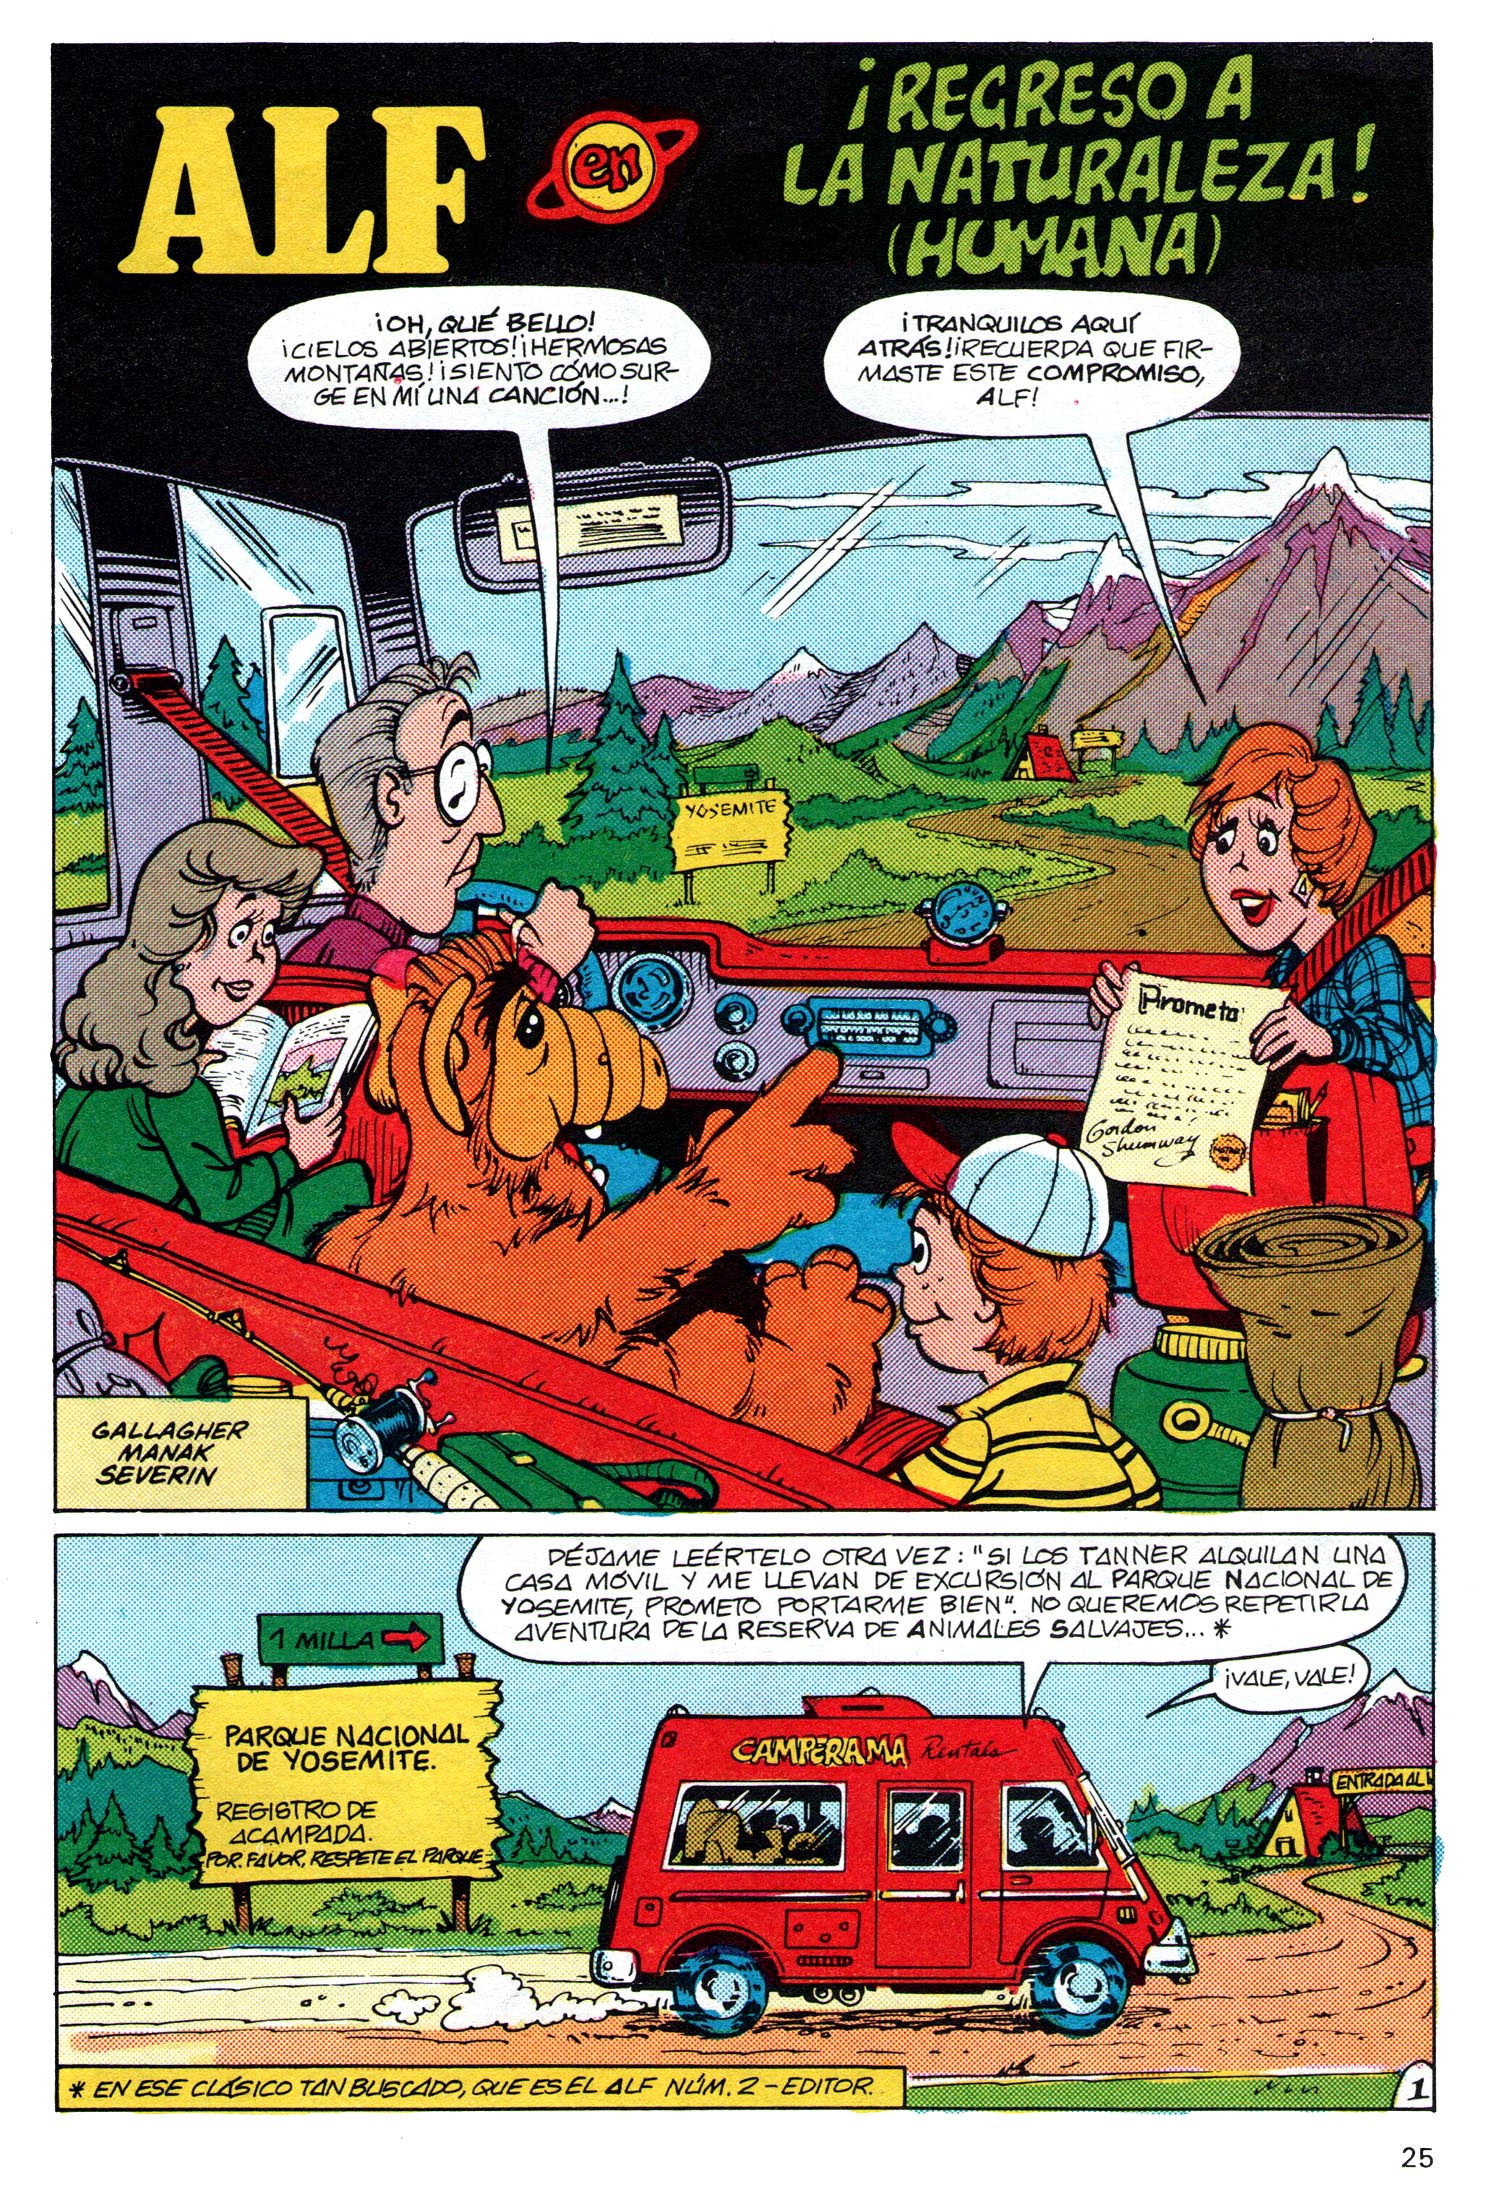 ALF
en
¡REGRESO A
LA NATURALEZA!
(HUMANA)
¡OH, QUÉ BELLO!
¡CIELOS ABIERTOS! ¡HERMOSAS
MONTAÑAS! ¡SIENTO CÓMO SUR-
GE EN MÍ UNA CANCIÓN...!
¡TRANQUILOS AQUÍ
ATRÁS! ¡RECUERDA QUE FIR-
MASTE ESTE COMPROMISO,
ALF!
YOSEMITE
Prometo
Gordon
Shumway
GALLAGHER
MANAK
SEVERIN
DÉJAME LEÉRTELO OTRA VEZ: "SI LOS TANNER ALQUILAN UNA
CASA MÓVIL Y ME LLEVAN DE EXCURSIÓN AL PARQUE NACIONAL DE
YOSEMITE, PROMETO PORTARME BIEN". NO QUEREMOS REPETIR LA
AVENTURA DE LA RESERVA DE ANIMALES SALVAJES... *
¡VALE, VALE!
1 MILLA
PARQUE NACIONAL
DE YOSEMITE.
REGISTRO DE
ACAMPADA.
POR FAVOR, RESPETE EL PARQUE
CAMPERAMA Rentals
ENTRADA AL
* EN ESE CLÁSICO TAN BUSCADO, QUE ES EL ALF NÚM. 2 - EDITOR.
1
25